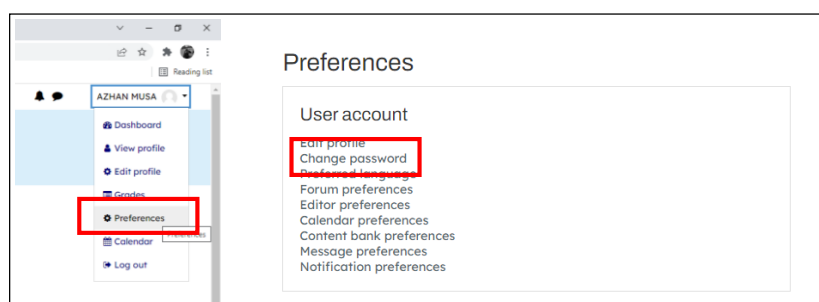 Reading list
AZHAN MUSA
Dashboard
View profile
Edit profile
Grades
Preferences
Preferences
Calendar
Log out
Preferences
User account
Edit profile
Change password
Preferred language
Forum preferences
Editor preferences
Calendar preferences
Content bank preferences
Message preferences
Notification preferences